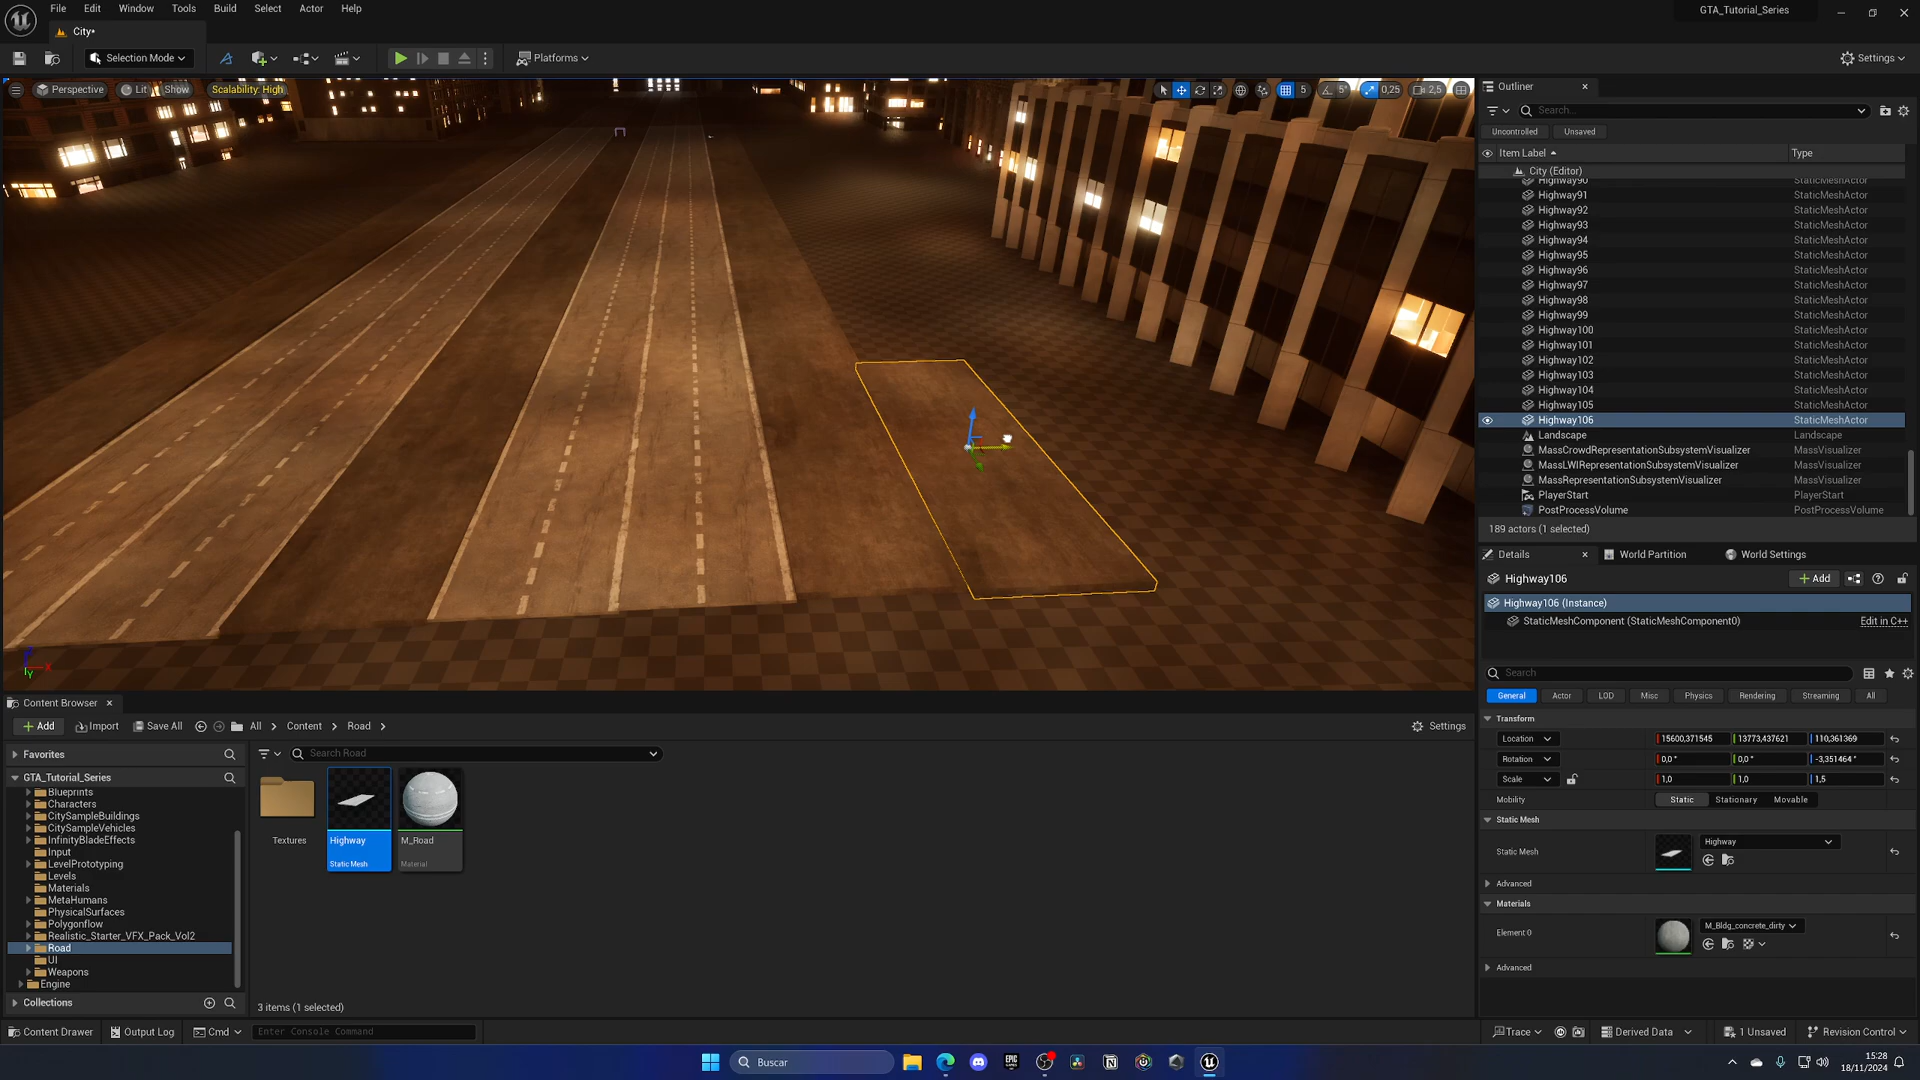 File Edit Window Tools Build Select Actor Help
GTA_Tutorial_Series
City*
Selection Mode
Platforms
Settings
Perspective Lit Show Scalability: High
5 5° 0,25 2,5
Outliner
Search...
Uncontrolled Unsaved
Item Label Type
City (Editor)
Highway90 StaticMeshActor
Highway91 StaticMeshActor
Highway92 StaticMeshActor
Highway93 StaticMeshActor
Highway94 StaticMeshActor
Highway95 StaticMeshActor
Highway96 StaticMeshActor
Highway97 StaticMeshActor
Highway98 StaticMeshActor
Highway99 StaticMeshActor
Highway100 StaticMeshActor
Highway101 StaticMeshActor
Highway102 StaticMeshActor
Highway103 StaticMeshActor
Highway104 StaticMeshActor
Highway105 StaticMeshActor
Highway106 StaticMeshActor
Landscape Landscape
MassCrowdRepresentationSubsystemVisualizer MassVisualizer
MassLWIRepresentationSubsystemVisualizer MassVisualizer
MassRepresentationSubsystemVisualizer MassVisualizer
PlayerStart PlayerStart
PostProcessVolume PostProcessVolume
189 actors (1 selected)
Details World Partition World Settings
Highway106
Add
Highway106 (Instance)
StaticMeshComponent (StaticMeshComponent0) Edit in C++
Search
General Actor LOD Misc Physics Rendering Streaming All
Transform
Location 15600,371545 13773,437621 110,361369
Rotation 0,0 ° 0,0 ° -3,351464 °
Scale 1,0 1,0 1,5
Mobility Static Stationary Movable
Static Mesh
Static Mesh Highway
Advanced
Materials
Element 0 M_Bldg_concrete_dirty
Advanced
Content Browser
Add Import Save All All Content Road Settings
Favorites
Search Road
GTA_Tutorial_Series
Blueprints
Characters
CitySampleBuildings
CitySampleVehicles
InfinityBladeEffects
Input
LevelPrototyping
Levels
Materials
MetaHumans
PhysicalSurfaces
Polygonflow
Realistic_Starter_VFX_Pack_Vol2
Road
UI
Weapons
Engine
Collections
Textures
Highway
Static Mesh
M_Road
Material
3 items (1 selected)
Content Drawer Output Log Cmd Enter Console Command
Trace Derived Data 1 Unsaved Revision Control
Buscar
EPIC GAMES
15:28
18/11/2024
X
Y
Z